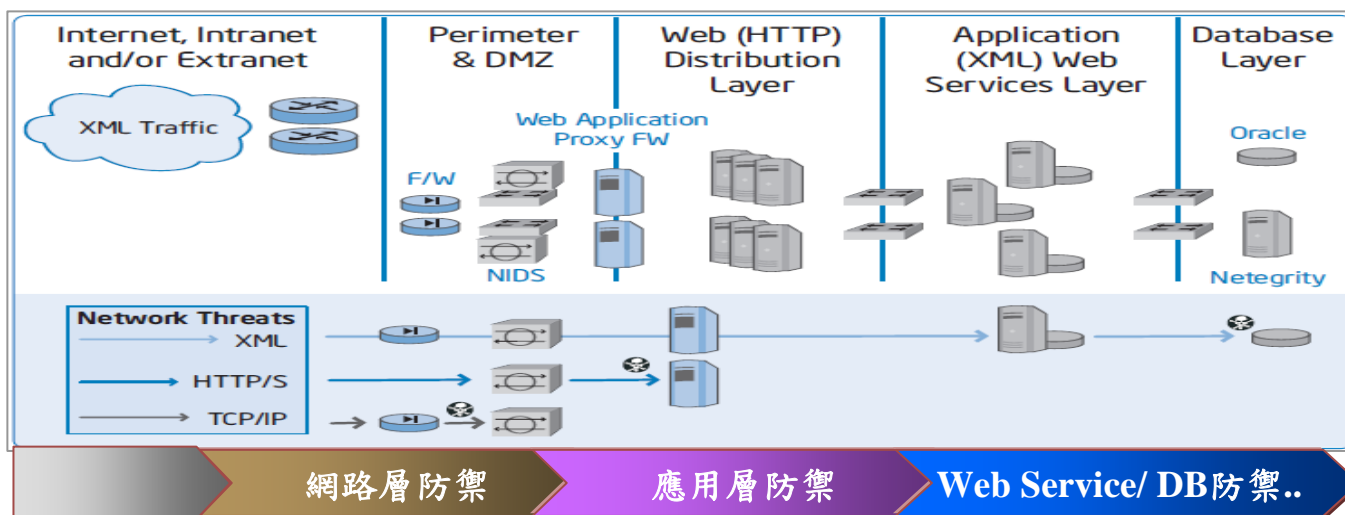 Internet, Intranet
and/or Extranet
Perimeter
& DMZ
Web (HTTP)
Distribution
Layer
Application
(XML) Web
Services Layer
Database
Layer
XML Traffic
Web Application
Proxy FW
F/W
NIDS
Oracle
Netegrity
Network Threats
XML
HTTP/S
TCP/IP
網路層防禦
應用層防禦
Web Service/ DB防禦..